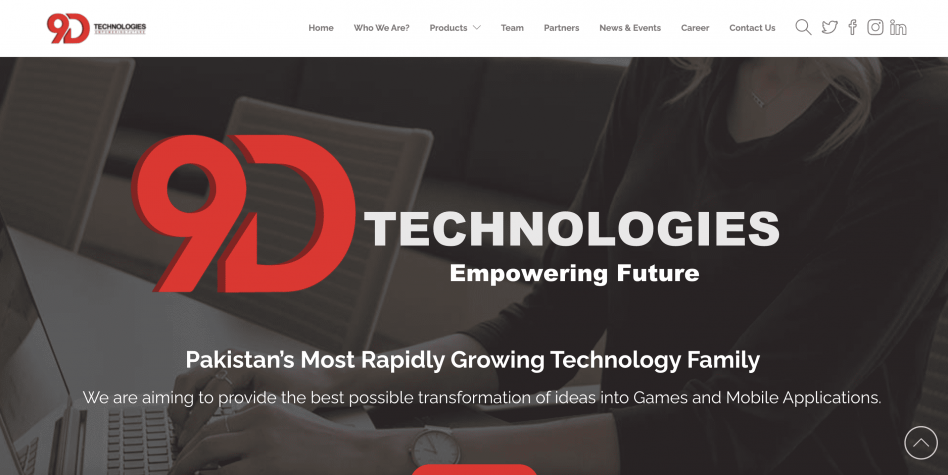 9D TECHNOLOGIES
Home Who We Are? Products Team Partners News & Events Career Contact Us
9D TECHNOLOGIES
Empowering Future
Pakistan's Most Rapidly Growing Technology Family
We are aiming to provide the best possible transformation of ideas into Games and Mobile Applications.